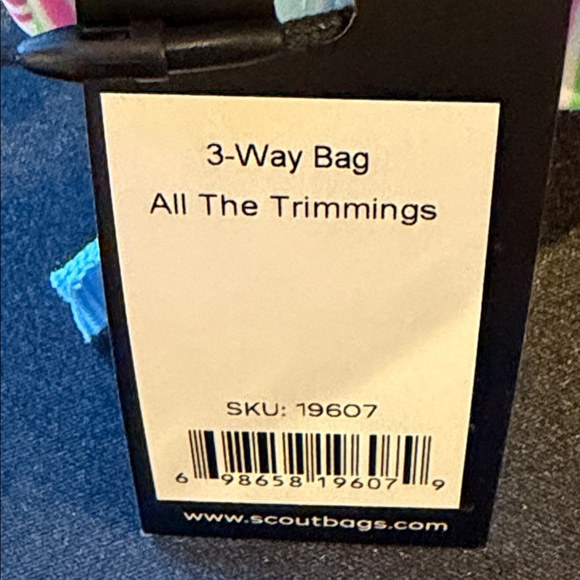 3-Way Bag
All The Trimmings
SKU: 19607
6 98658 19607 9
www.scoutbags.com